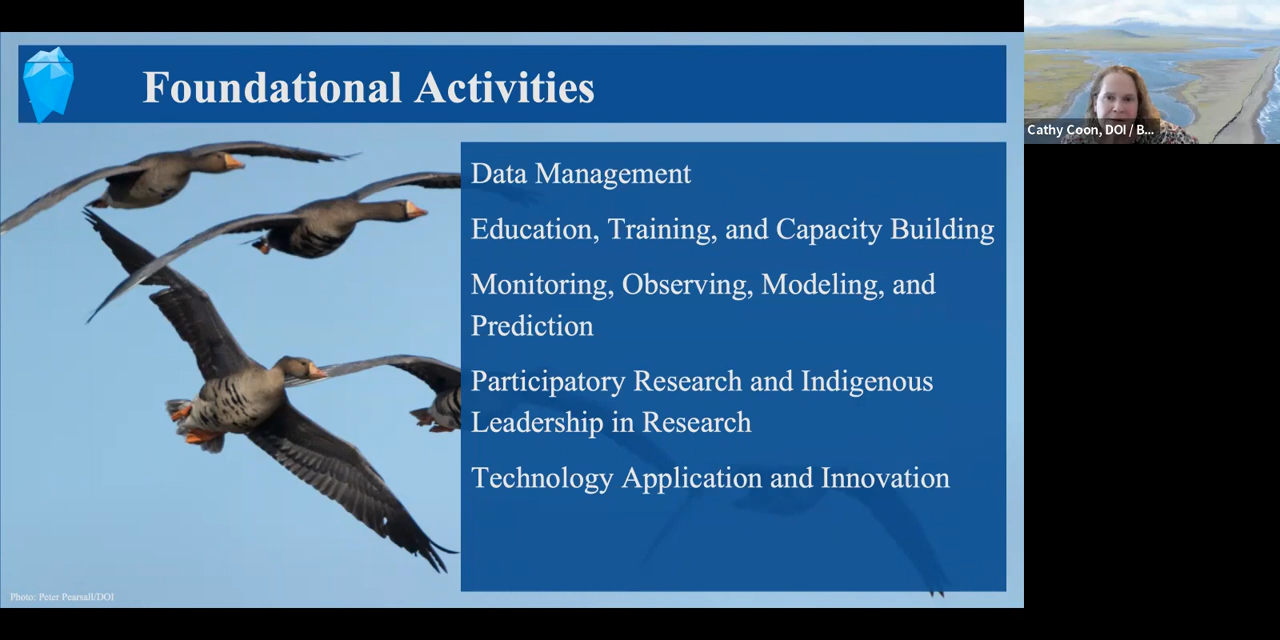 Foundational Activities
Data Management
Education, Training, and Capacity Building
Monitoring, Observing, Modeling, and
Prediction
Participatory Research and Indigenous
Leadership in Research
Technology Application and Innovation
Photo: Peter Pearsall/DOI
Cathy Coon, DOI / B...